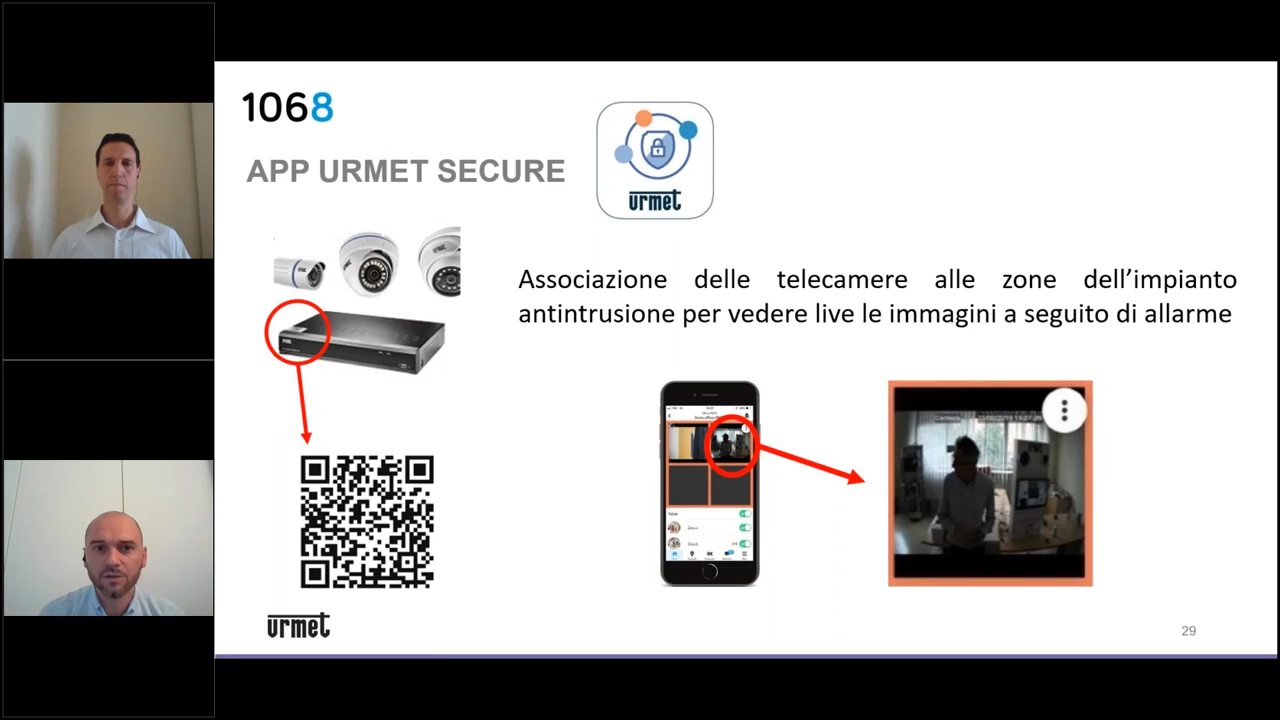 1068
APP URMET SECURE
urmet
Associazione delle telecamere alle zone dell’impianto
antintrusione per vedere live le immagini a seguito di allarme
urmet
29